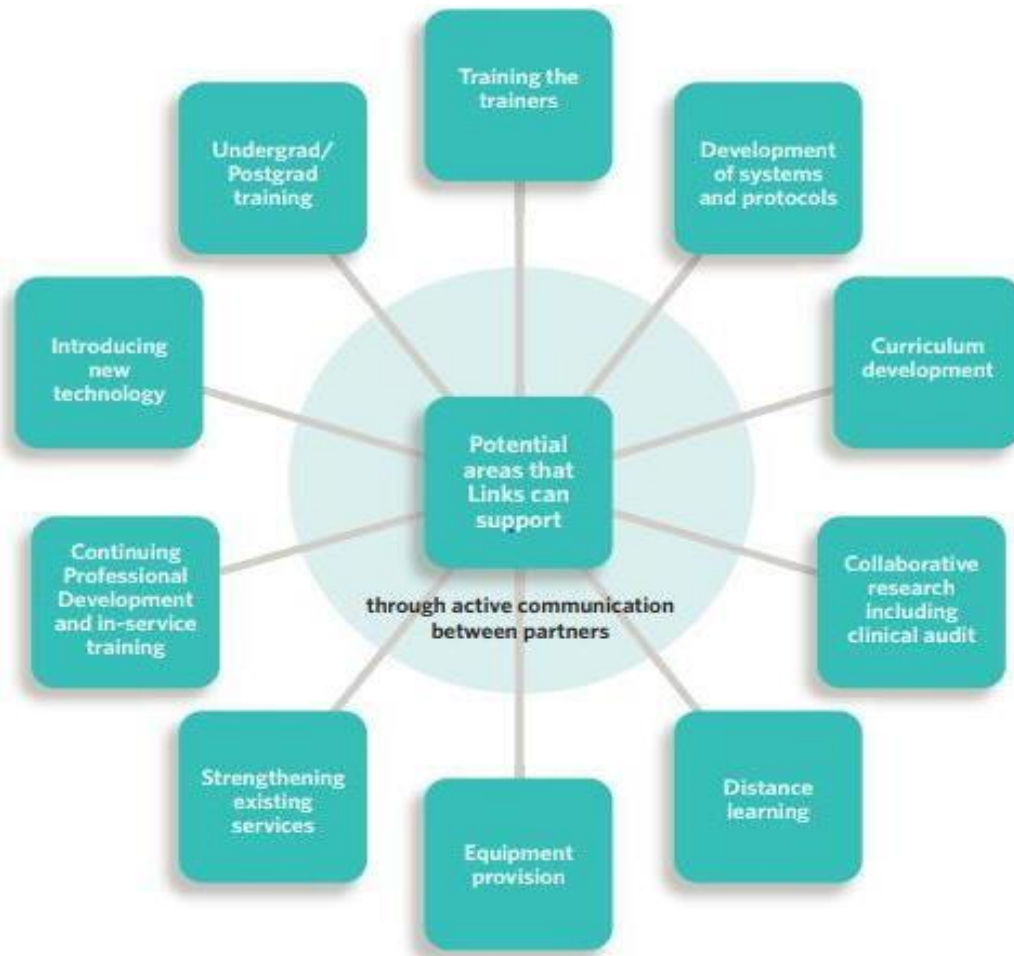 Training the
trainers
Development
of systems
and protocols
Curriculum
development
Collaborative
research
including
clinical audit
Distance
learning
Equipment
provision
Strengthening
existing
services
Continuing
Professional
Development
and in-service
training
Introducing
new
technology
Undergrad/
Postgrad
training
Potential
areas that
Links can
support
through active communication
between partners